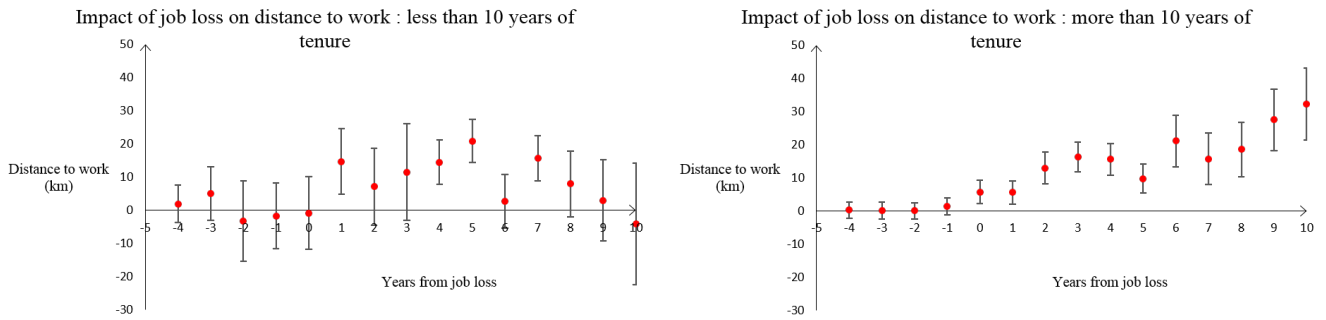 Impact of job loss on distance to work : less than 10 years of
tenure
50
40
30
20
10
0
-10
-20
-30
Distance to work
(km)
-5 -4 -3 -2 -1 0 1 2 3 4 5 6 7 8 9 10
Years from job loss
Impact of job loss on distance to work : more than 10 years of
tenure
50
40
30
20
10
0
-10
-20
-30
Distance to work
(km)
-5 -4 -3 -2 -1 0 1 2 3 4 5 6 7 8 9 10
Years from job loss